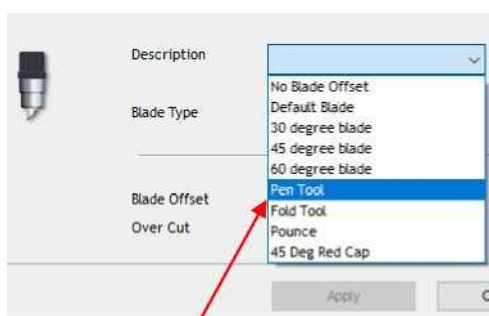 Description
No Blade Offset
Default Blade
Blade Type
30 degree blade
45 degree blade
60 degree blade
Blade Offset
Pen Tool
Fold Tool
Over Cut
Pounce
45 Deg Red Cap
Apply